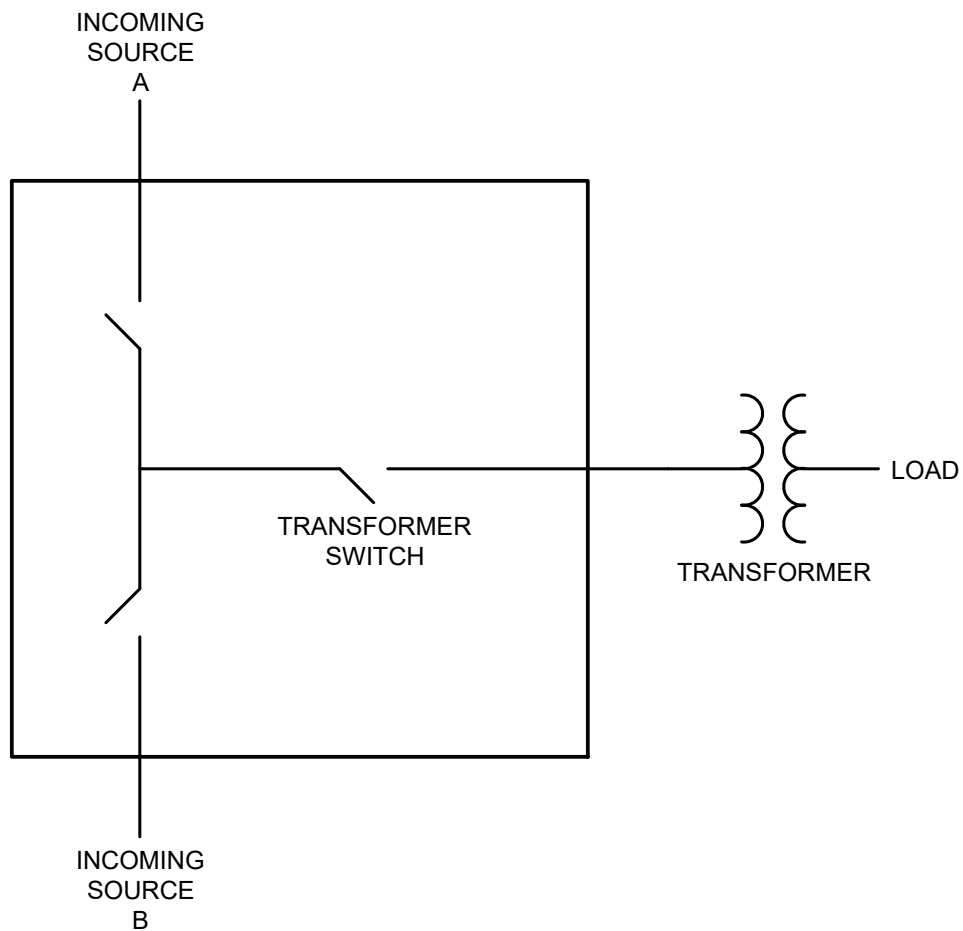 INCOMING
SOURCE
A
LOAD
TRANSFORMER
SWITCH
TRANSFORMER
INCOMING
SOURCE
B